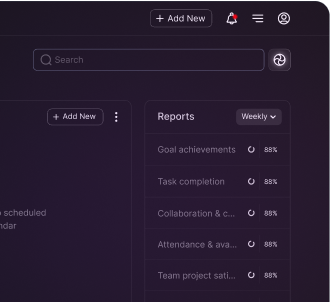 + Add New
Search
+ Add New
Reports
Weekly
Goal achievements 88%
Task completion 88%
scheduled
Collaboration & c... 88%
ndar
Attendance & ava... 88%
Team project sati... 88%